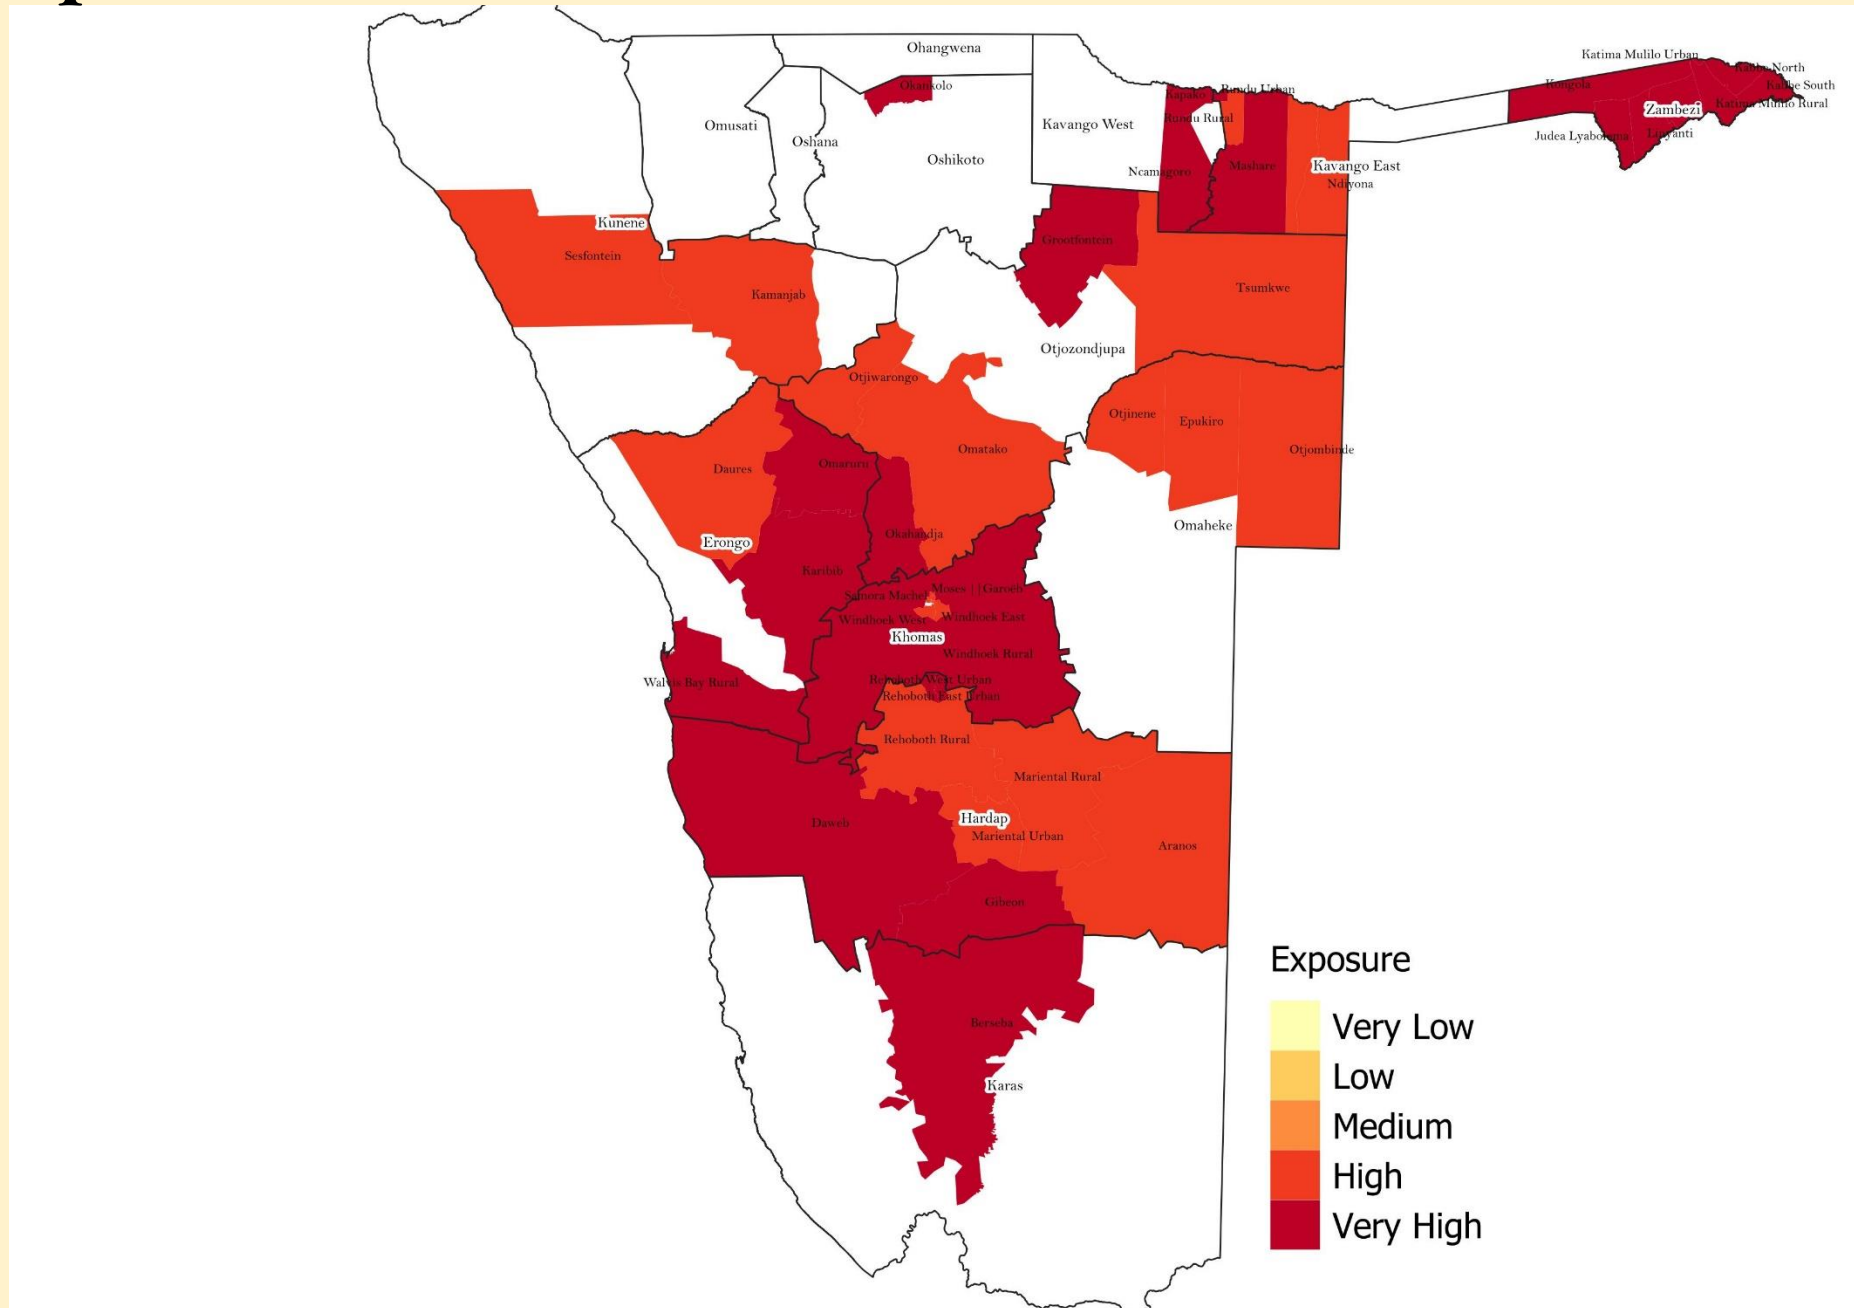 Ohangwena
Katima Mulilo Urban
Kabbe North
Okankolo
Kongola
Kabbe South
Kapako
Rundu Urban
Zambezi
Katima Mulilo Rural
Rundu Rural
Omusati
Kavango West
Judea Lyaboloma
Linyanti
Oshana
Oshikoto
Ncamagoro
Mashare
Kavango East
Ndiyona
Kunene
Grootfontein
Sesfontein
Kamanjab
Tsumkwe
Otjozondjupa
Otjiwarongo
Otjinene
Epukiro
Omatako
Otjombinde
Daures
Omaruru
Omaheke
Okahandja
Erongo
Karibib
Moses ||Garoëb
Samora Machel
Windhoek West
Windhoek East
Khomas
Windhoek Rural
Walvis Bay Rural
Rehoboth West Urban
Rehoboth East Urban
Rehoboth Rural
Mariental Rural
Daweb
Hardap
Mariental Urban
Aranos
Gibeon
Berseba
Karas
Exposure
Very Low
Low
Medium
High
Very High